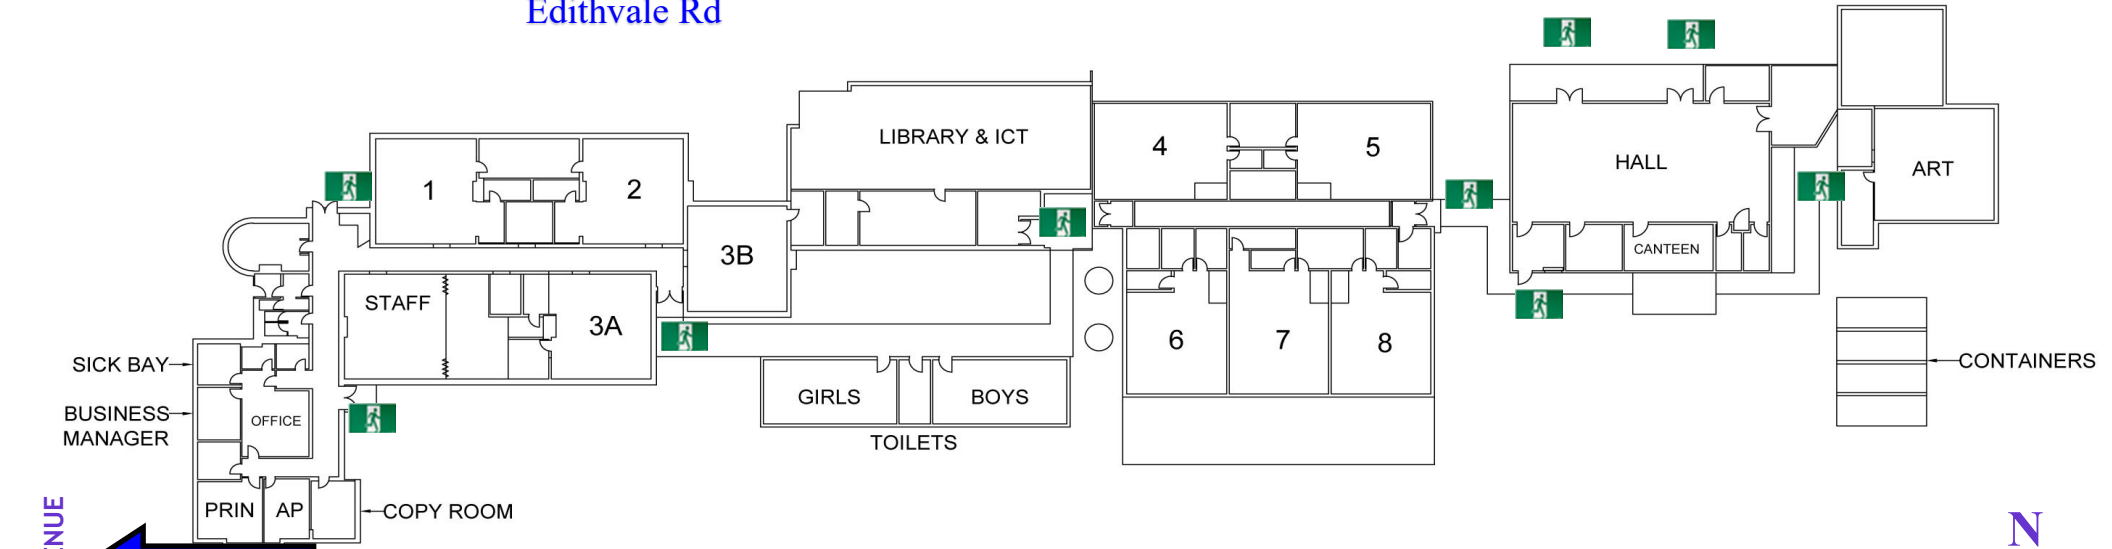 Edithvale Rd
LIBRARY & ICT
4
5
HALL
ART
1
2
3B
CANTEEN
STAFF
3A
6
7
8
SICK BAY
CONTAINERS
GIRLS
BOYS
BUSINESS
MANAGER
OFFICE
TOILETS
PRIN
AP
COPY ROOM
N